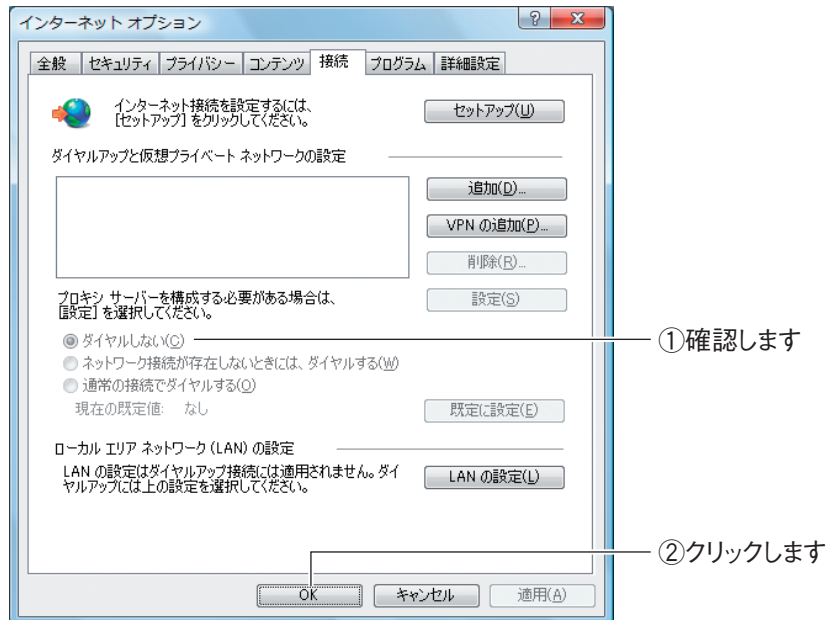 インターネット オプション
全般 セキュリティ プライバシー コンテンツ 接続 プログラム 詳細設定
インターネット接続を設定するには、
[セットアップ] をクリックしてください。
セットアップ(U)
ダイヤルアップと仮想プライベート ネットワークの設定
追加(D)...
VPN の追加(P)...
削除(R)...
プロキシ サーバーを構成する必要がある場合は、
[設定] を選択してください。
設定(S)
ダイヤルしない(C)
①確認します
ネットワーク接続が存在しないときには、ダイヤルする(W)
通常の接続でダイヤルする(O)
現在の既定値: なし
既定に設定(E)
ローカル エリア ネットワーク (LAN) の設定
LAN の設定はダイヤルアップ接続には適用されません。ダイ
ヤルアップには上の設定を選択してください。
LAN の設定(L)
②クリックします
OK キャンセル 適用(A)